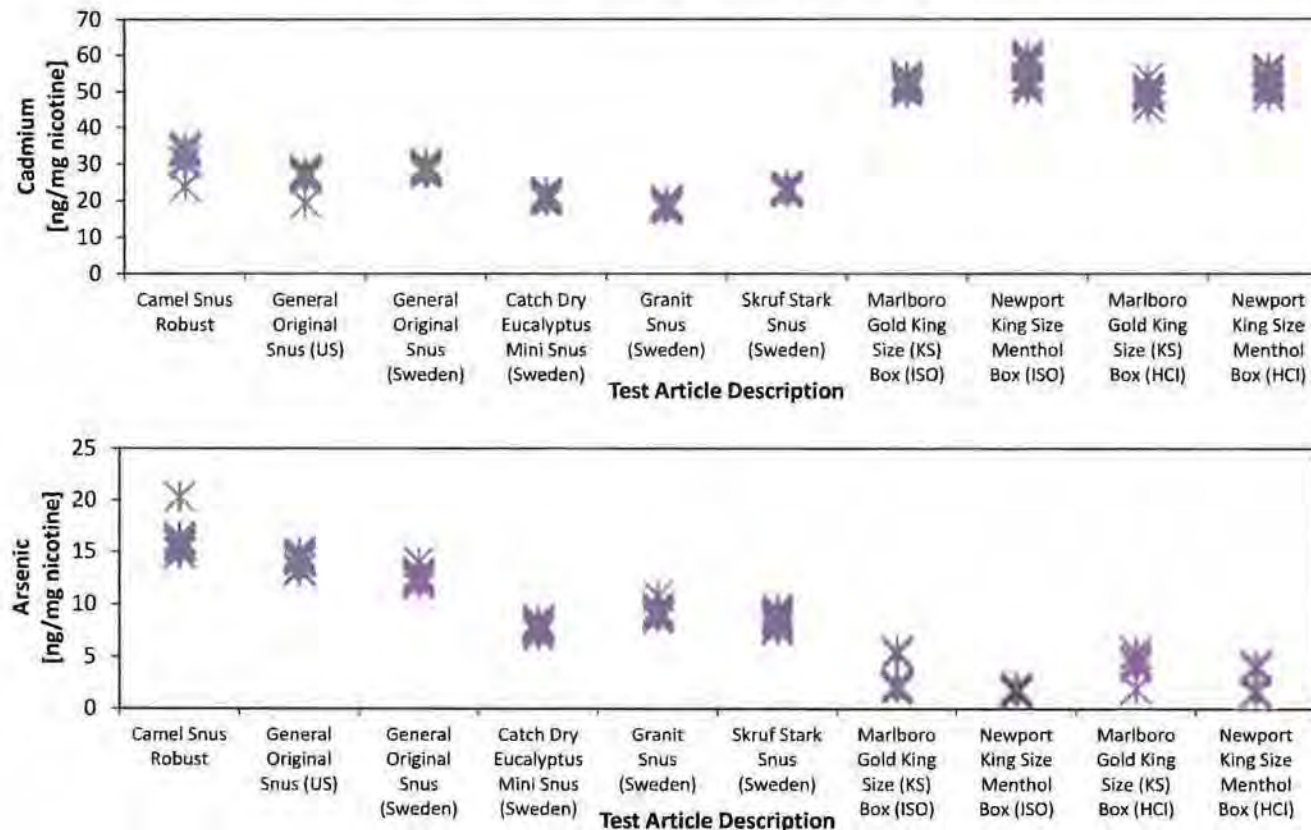 70
60
50
40
30
20
10
0
Cadmium
[ng/mg nicotine]
Camel Snus
Robust
General
Original
Snus (US)
General
Original
Snus
(Sweden)
Catch Dry
Eucalyptus
Mini Snus
(Sweden)
Granit
Snus
(Sweden)
Skruf Stark
Snus
(Sweden)
Marlboro
Gold King
Size (KS)
Box (ISO)
Newport
King Size
Menthol
Box (ISO)
Marlboro
Gold King
Size (KS)
Box (HCI)
Newport
King Size
Menthol
Box (HCI)
Test Article Description
25
20
15
10
5
0
Arsenic
[ng/mg nicotine]
Camel Snus
Robust
General
Original
Snus (US)
General
Original
Snus
(Sweden)
Catch Dry
Eucalyptus
Mini Snus
(Sweden)
Granit
Snus
(Sweden)
Skruf Stark
Snus
(Sweden)
Marlboro
Gold King
Size (KS)
Box (ISO)
Newport
King Size
Menthol
Box (ISO)
Marlboro
Gold King
Size (KS)
Box (HCI)
Newport
King Size
Menthol
Box (HCI)
Test Article Description